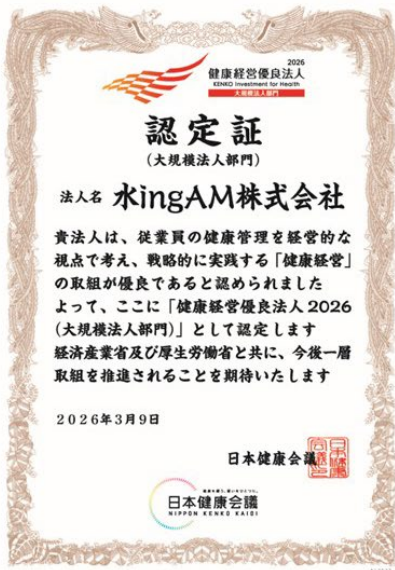 2026
健康経営優良法人
KENKO Investment for Health
大規模法人部門
認定証
(大規模法人部門)
法人名 水ingAM株式会社
貴法人は、従業員の健康管理を経営的な
視点で考え、戦略的に実践する「健康経営」
の取組が優良であると認められました
よって、ここに「健康経営優良法人2026
(大規模法人部門)」として認定します
経済産業省及び厚生労働省と共に、今後一層
取組を推進されることを期待いたします
2026年3月9日
日本健康会議
日本健康会議
NIPPON KENKO KAIGI